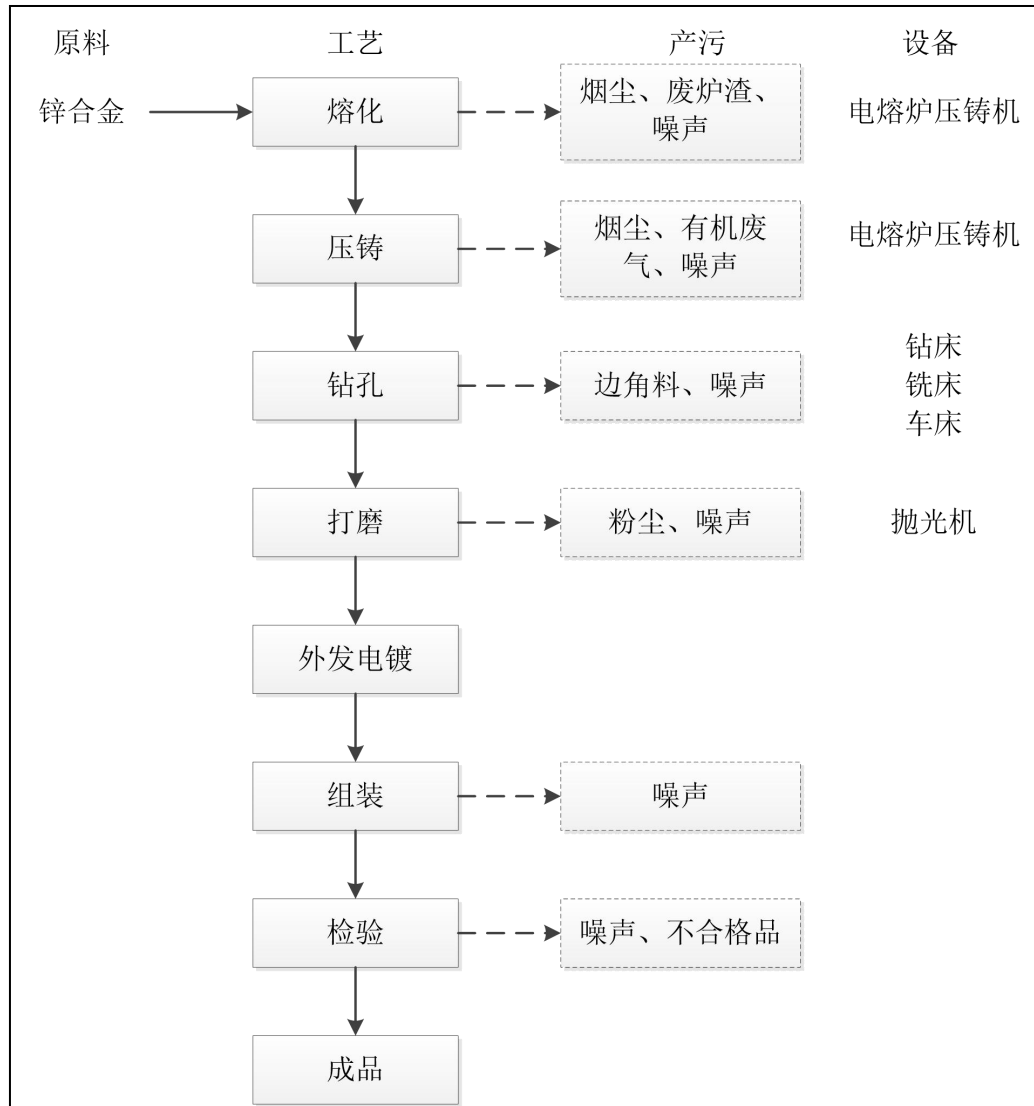 原料 工艺 产污 设备
锌合金 熔化 烟尘、废炉渣、 电熔炉压铸机
噪声
压铸 烟尘、有机废 电熔炉压铸机
气、噪声
钻床
钻孔 边角料、噪声 铣床
车床
打磨 粉尘、噪声 抛光机
外发电镀
组装 噪声
检验 噪声、不合格品
成品